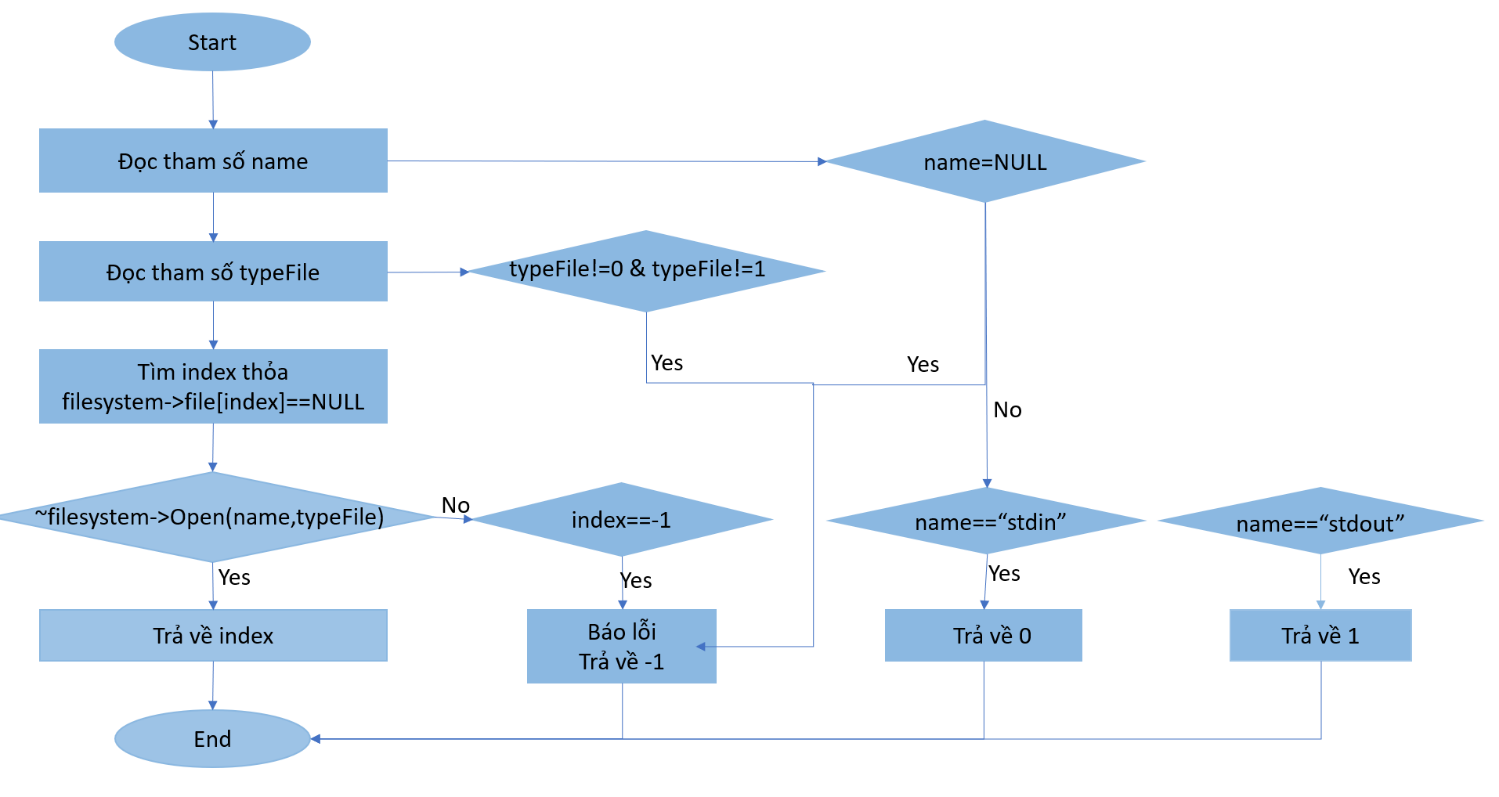 Start
Đọc tham số name
name=NULL
Đọc tham số typeFile
typeFile!=0 & typeFile!=1
Yes
Yes
Tìm index thỏa
filesystem->file[index]==NULL
No
~filesystem->Open(name,typeFile)
No
index==-1
name==“stdin”
name==“stdout”
Yes
Yes
Yes
Yes
Trả về index
Báo lỗi
Trả về -1
Trả về 0
Trả về 1
End